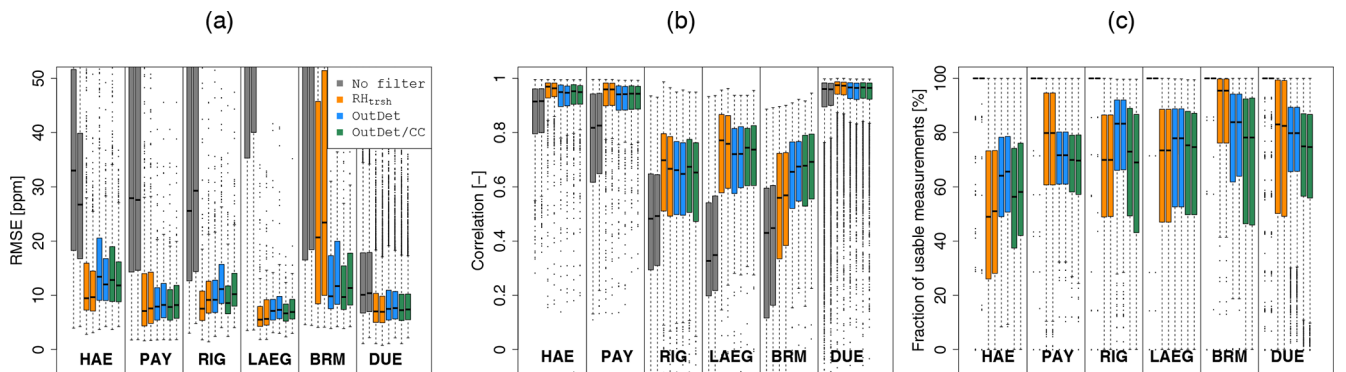 (a)
(b)
(c)
RMSE [ppm]
50
40
30
20
10
0
No filter
RHtrsh
OutDet
OutDet/CC
HAE PAY RIG LAEG BRM DUE
Correlation [−]
1
0.8
0.6
0.4
0.2
0
HAE PAY RIG LAEG BRM DUE
Fraction of usable measurements [%]
100
80
60
40
20
0
HAE PAY RIG LAEG BRM DUE